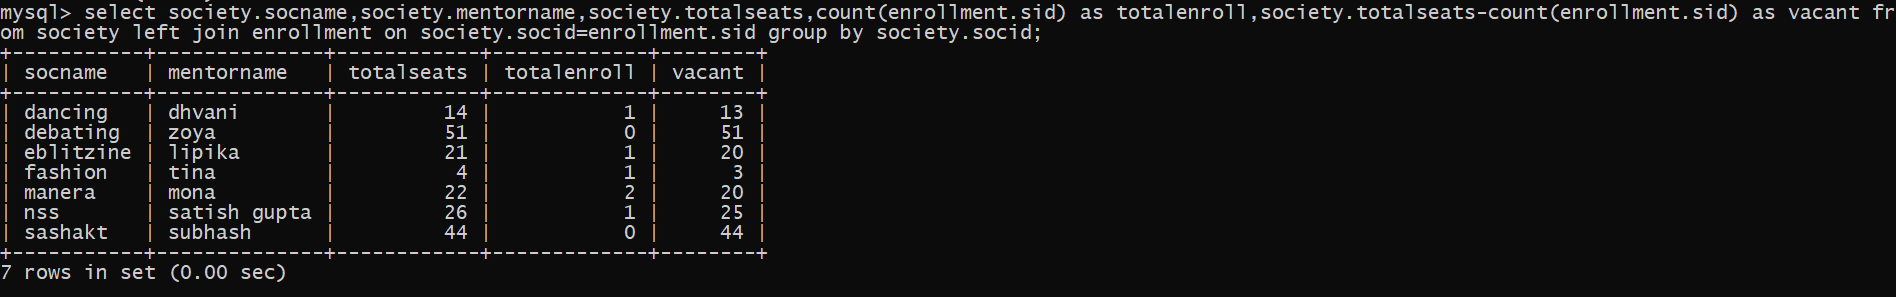 mysql> select society.socname,society.mentorname,society.totalseats,count(enrollment.sid) as totalenroll,society.totalseats-count(enrollment.sid) as vacant fr
om society left join enrollment on society.socid=enrollment.sid group by society.socid;
+-----------+--------------+------------+-------------+--------+
| socname   | mentorname   | totalseats | totalenroll | vacant |
+-----------+--------------+------------+-------------+--------+
| dancing   | dhvani       |         14 |           1 |     13 |
| debating  | zoya         |         51 |           0 |     51 |
| eblitzine | lipika       |         21 |           1 |     20 |
| fashion   | tina         |          4 |           1 |      3 |
| manera    | mona         |         22 |           2 |     20 |
| nss       | satish gupta |         26 |           1 |     25 |
| sashakt   | subhash      |         44 |           0 |     44 |
+-----------+--------------+------------+-------------+--------+
7 rows in set (0.00 sec)